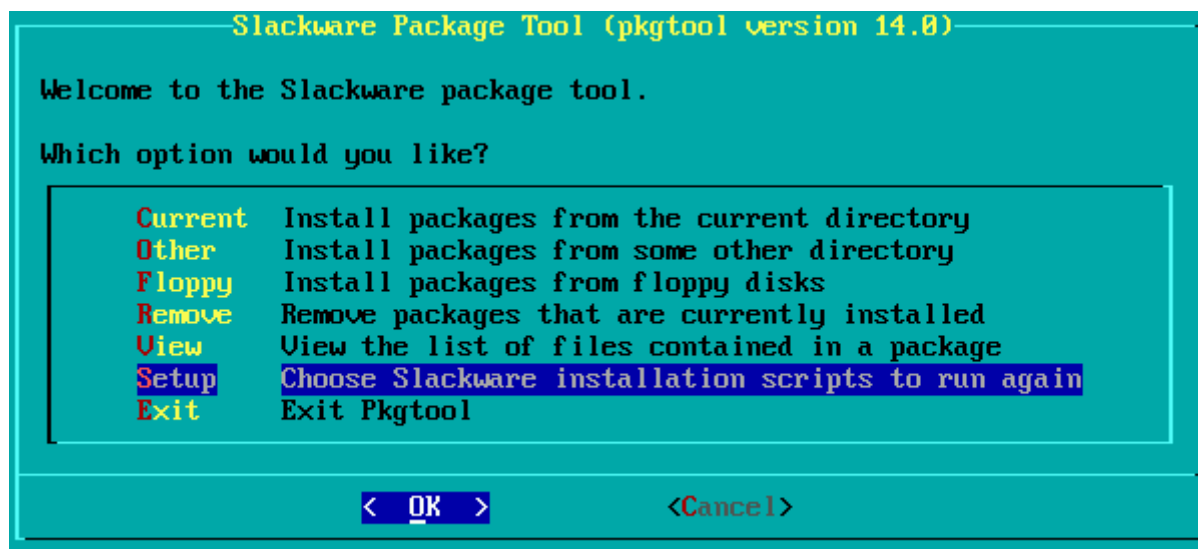 Slackware Package Tool (pkgtool version 14.0)
Welcome to the Slackware package tool.
Which option would you like?
Current Install packages from the current directory
Other Install packages from some other directory
Floppy Install packages from floppy disks
Remove Remove packages that are currently installed
View View the list of files contained in a package
Setup Choose Slackware installation scripts to run again
Exit Exit Pkgtool
< OK > <Cancel>